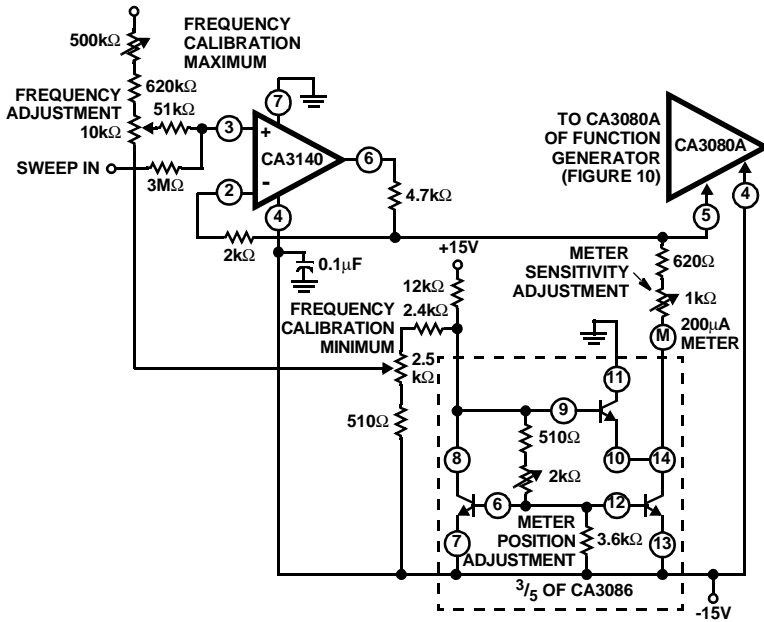 500kΩ
FREQUENCY
CALIBRATION
MAXIMUM
620kΩ
FREQUENCY
ADJUSTMENT
10kΩ
51kΩ
SWEEP IN
3MΩ
7
3
+
CA3140
6
2
-
4
4.7kΩ
2kΩ
0.1μF
TO CA3080A
OF FUNCTION
GENERATOR
(FIGURE 10)
CA3080A
4
5
+15V
12kΩ
2.4kΩ
FREQUENCY
CALIBRATION
MINIMUM
2.5
kΩ
510Ω
METER
SENSITIVITY
ADJUSTMENT
620Ω
1kΩ
M
200μA
METER
11
9
510Ω
8
10
14
2kΩ
6
12
METER
POSITION
ADJUSTMENT
3.6kΩ
7
13
3/5 OF CA3086
-15V